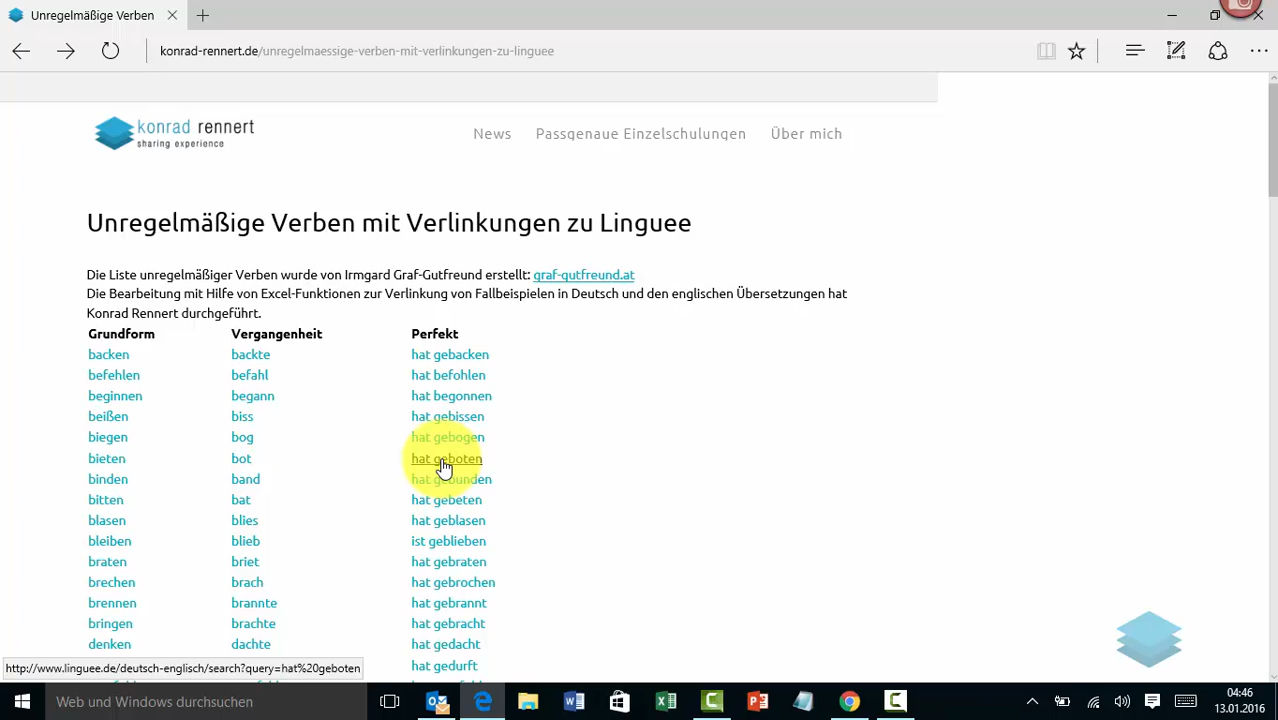 Unregelmäßige Verben
konrad-rennert.de/unregelmaessige-verben-mit-verlinkungen-zu-linguee
konrad rennert
sharing experience
News Passgenaue Einzelschulungen Über mich
Unregelmäßige Verben mit Verlinkungen zu Linguee
Die Liste unregelmäßiger Verben wurde von Irmgard Graf-Gutfreund erstellt: graf-gutfreund.at
Die Bearbeitung mit Hilfe von Excel-Funktionen zur Verlinkung von Fallbeispielen in Deutsch und den englischen Übersetzungen hat
Konrad Rennert durchgeführt.
Grundform Vergangenheit Perfekt
backen backte hat gebacken
befehlen befahl hat befohlen
beginnen begann hat begonnen
beißen biss hat gebissen
biegen bog hat gebogen
bieten bot hat geboten
binden band hat gebunden
bitten bat hat gebeten
blasen blies hat geblasen
bleiben blieb ist geblieben
braten briet hat gebraten
brechen brach hat gebrochen
brennen brannte hat gebrannt
bringen brachte hat gebracht
denken dachte hat gedacht
hat gedurft
http://www.linguee.de/deutsch-englisch/search?query=hat%20geboten
Web und Windows durchsuchen
04:46
13.01.2016